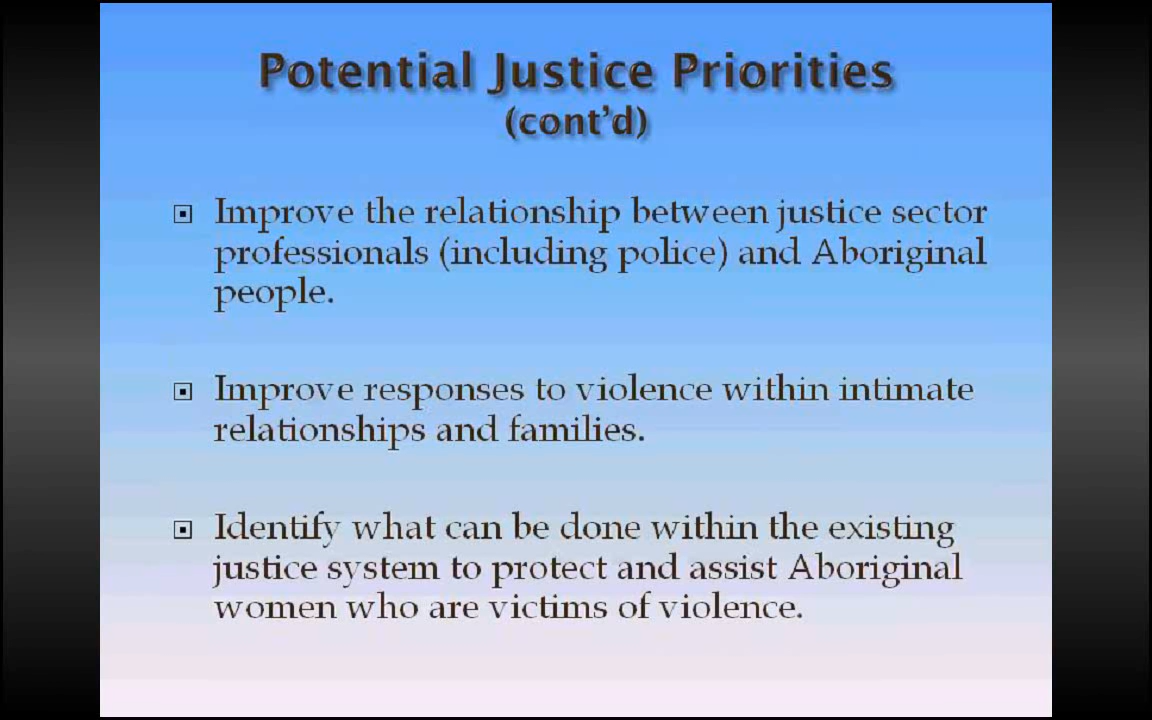 Potential Justice Priorities
(cont’d)
Improve the relationship between justice sector
professionals (including police) and Aboriginal
people.
Improve responses to violence within intimate
relationships and families.
Identify what can be done within the existing
justice system to protect and assist Aboriginal
women who are victims of violence.